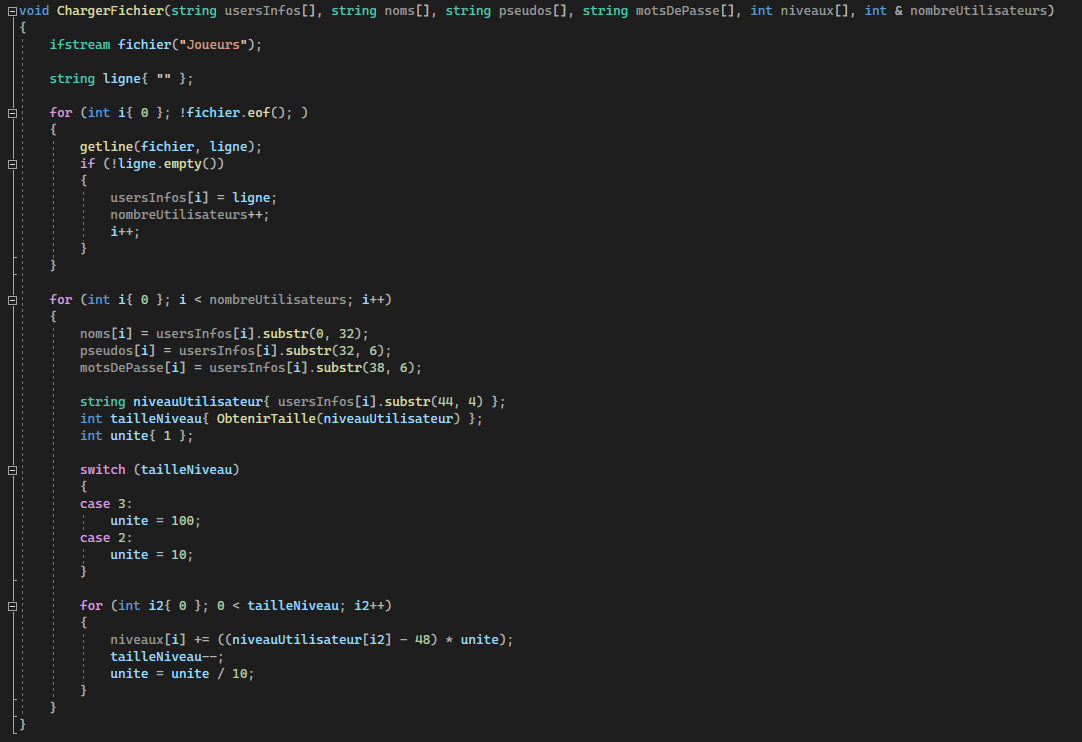 void ChargerFichier(string usersInfos[], string noms[], string pseudos[], string motsDePasse[], int niveaux[], int & nombreUtilisateurs)
{
    ifstream fichier("Joueurs");

    string ligne{ "" };

    for (int i{ 0 }; !fichier.eof(); )
    {
        getline(fichier, ligne);
        if (!ligne.empty())
        {
            usersInfos[i] = ligne;
            nombreUtilisateurs++;
            i++;
        }
    }

    for (int i{ 0 }; i < nombreUtilisateurs; i++)
    {
        noms[i] = usersInfos[i].substr(0, 32);
        pseudos[i] = usersInfos[i].substr(32, 6);
        motsDePasse[i] = usersInfos[i].substr(38, 6);

        string niveauUtilisateur{ usersInfos[i].substr(44, 4) };
        int tailleNiveau{ ObtenirTaille(niveauUtilisateur) };
        int unite{ 1 };

        switch (tailleNiveau)
        {
        case 3:
            unite = 100;
        case 2:
            unite = 10;
        }

        for (int i2{ 0 }; 0 < tailleNiveau; i2++)
        {
            niveaux[i] += ((niveauUtilisateur[i2] - 48) * unite);
            tailleNiveau--;
            unite = unite / 10;
        }
    }
}